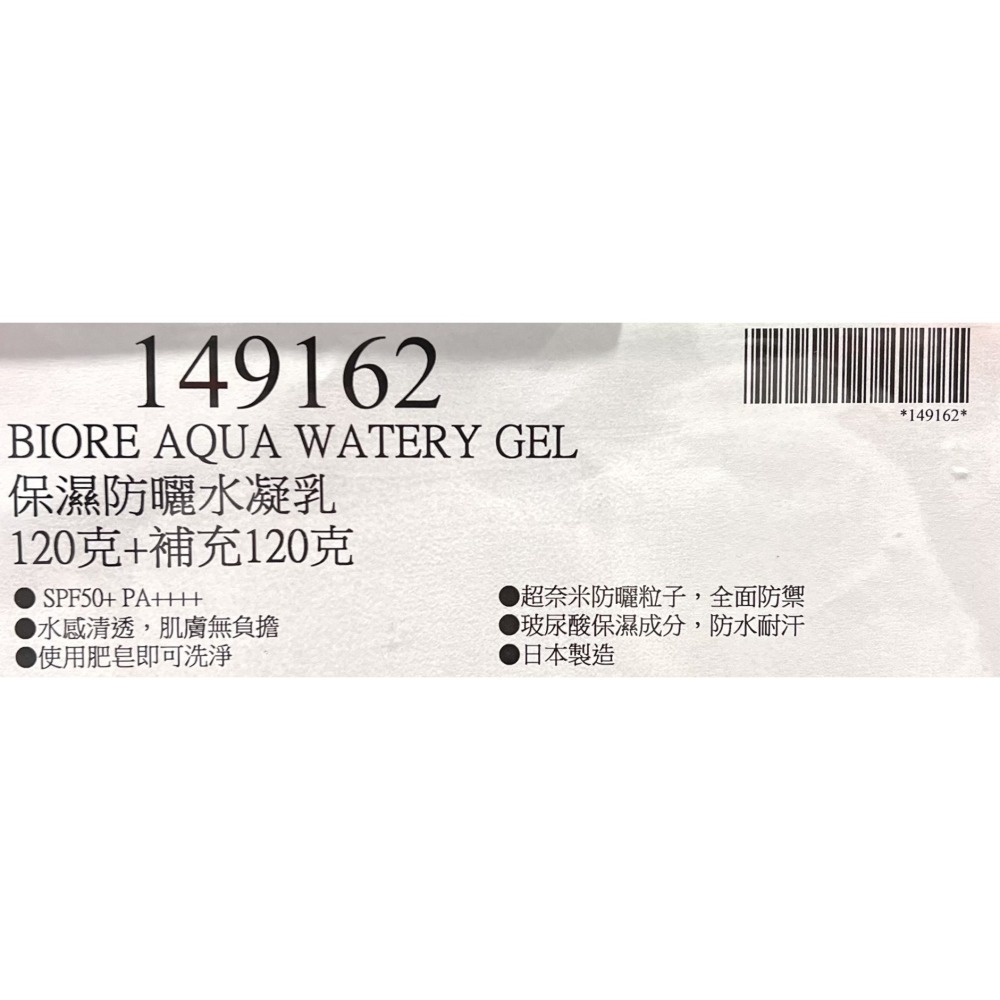 149162
*149162*
BIORE AQUA WATERY GEL
保濕防曬水凝乳
120克+補充120克
● SPF50+ PA++++
●水感清透，肌膚無負擔
●使用肥皂即可洗淨
●超奈米防曬粒子，全面防禦
●玻尿酸保濕成分，防水耐汗
●日本製造